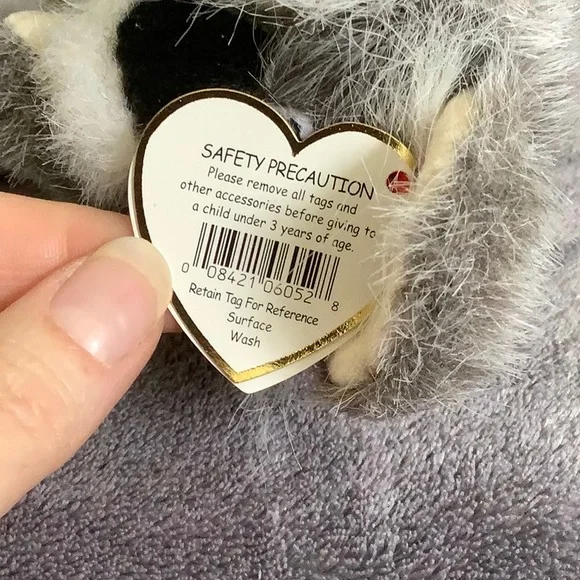 SAFETY PRECAUTION
Please remove all tags and
other accessories before giving to
a child under 3 years of age.
0 08421 06052 8
Retain Tag For Reference
Surface
Wash